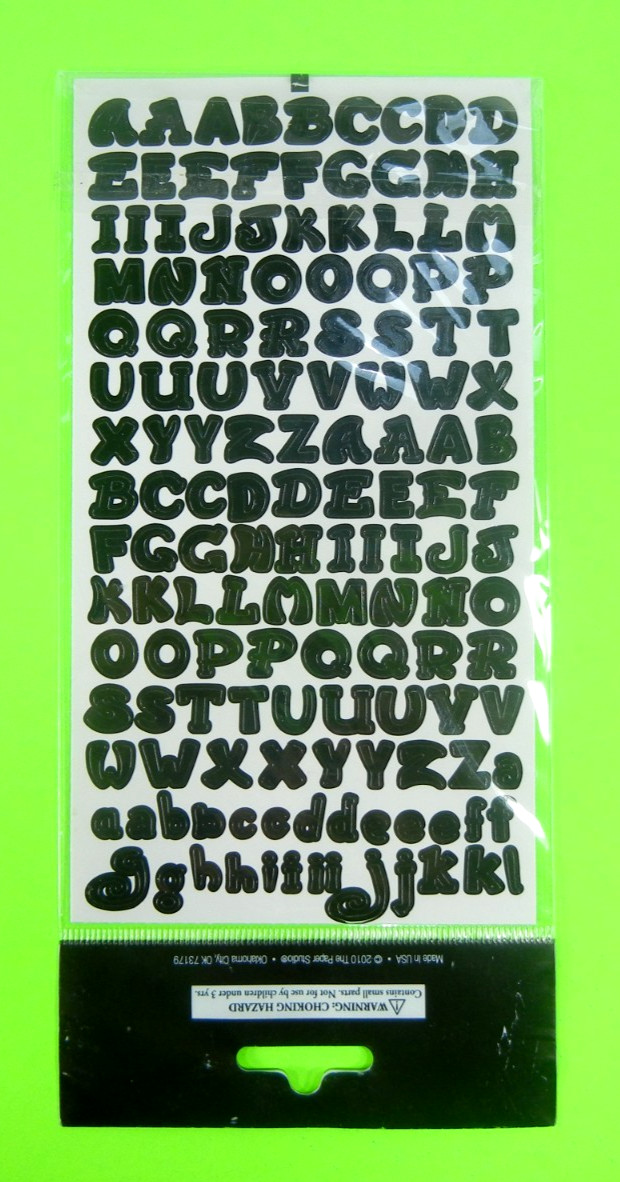 AAABBCCDD
EEEFFGGHH
IIIJJKKLLM
MNNOOOPP
QQRRSSTT
UUUVVWWX
XYYZZAAAB
BCCDDEEEF
FGGHHIIIJJ
KKLLMMNNO
OOPPQQRR
SSTTUUUVV
WWXXYYZZa
aabbccddeeeff
gghhiiiijjkkl
Made in USA • © 2010 The Paper Studio® • Oklahoma City, OK 73179
WARNING: CHOKING HAZARD
Contains small parts. Not for use by children under 3 yrs.